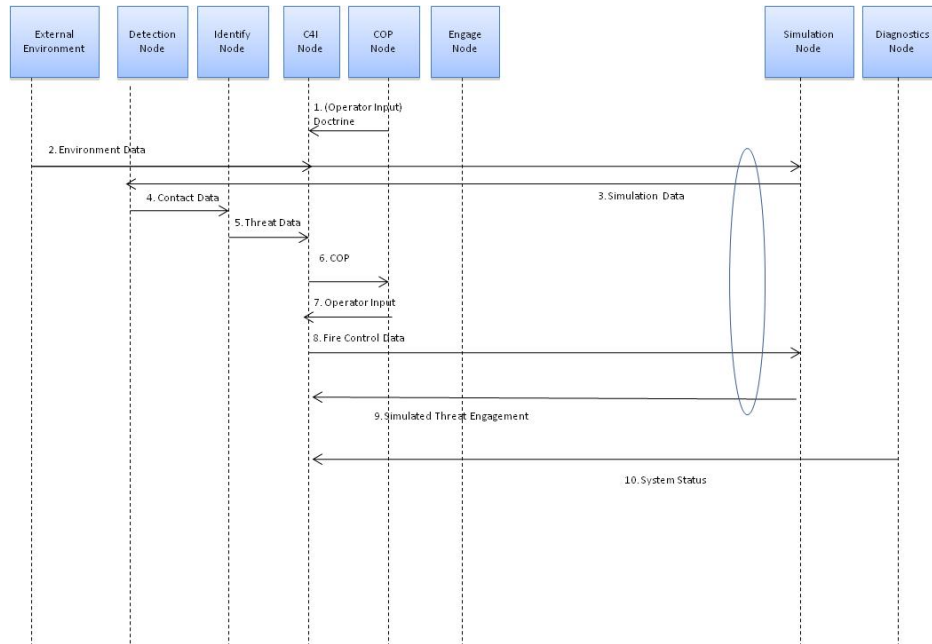 External
Environment
Detection
Node
Identify
Node
C4I
Node
COP
Node
Engage
Node
Simulation
Node
Diagnostics
Node
1. (Operator Input)
Doctrine
2. Environment Data
3. Simulation Data
4. Contact Data
5. Threat Data
6. COP
7. Operator Input
8. Fire Control Data
9. Simulated Threat Engagement
10. System Status